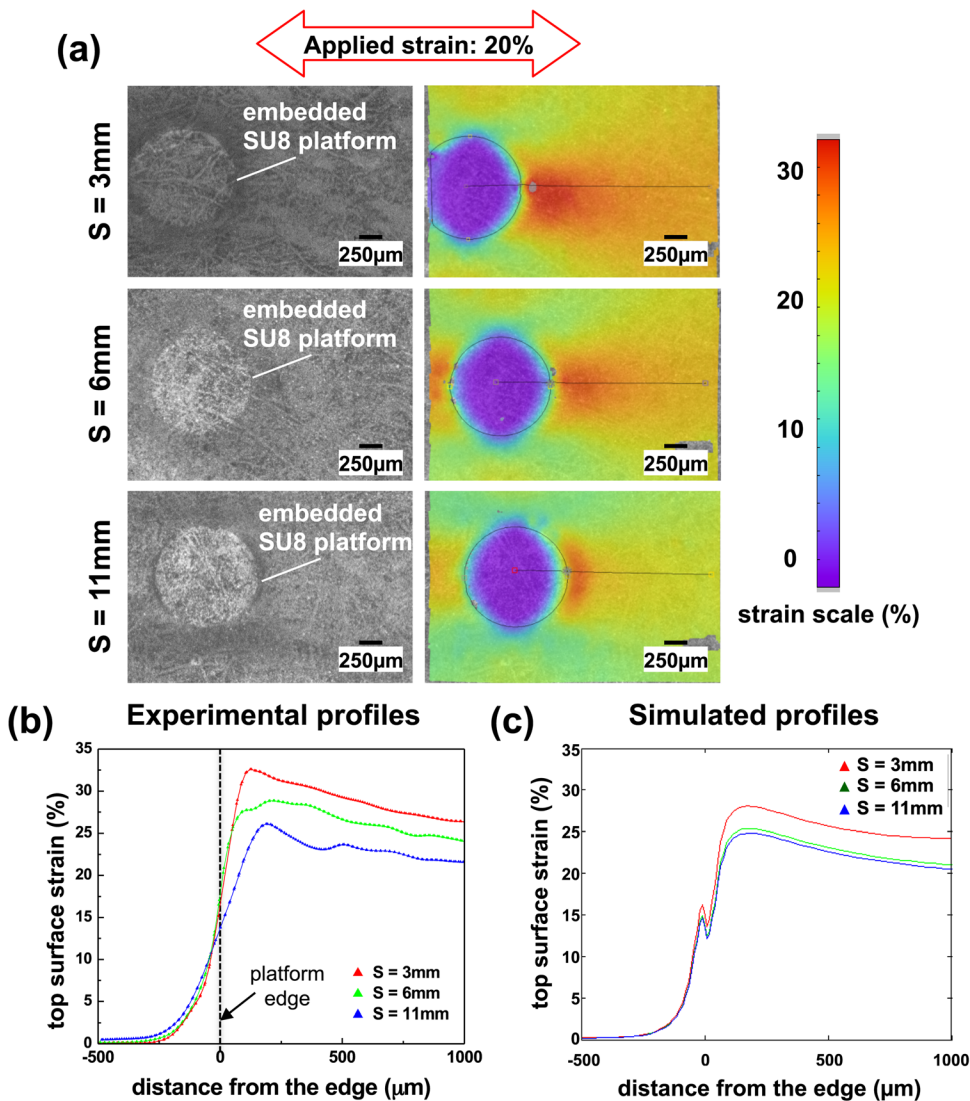 (a)
Applied strain: 20%
S = 3mm
embedded
SU8 platform
250µm
250µm
S = 6mm
embedded
SU8 platform
250µm
250µm
S = 11mm
embedded
SU8 platform
250µm
250µm
30
20
10
0
strain scale (%)
(b)
Experimental profiles
top surface strain (%)
35
30
25
20
15
10
5
0
-500
0
500
1000
platform
edge
S = 3mm
S = 6mm
S = 11mm
distance from the edge (µm)
(c)
Simulated profiles
top surface strain (%)
35
30
25
20
15
10
5
0
-500
0
500
1000
S = 3mm
S = 6mm
S = 11mm
distance from the edge (µm)